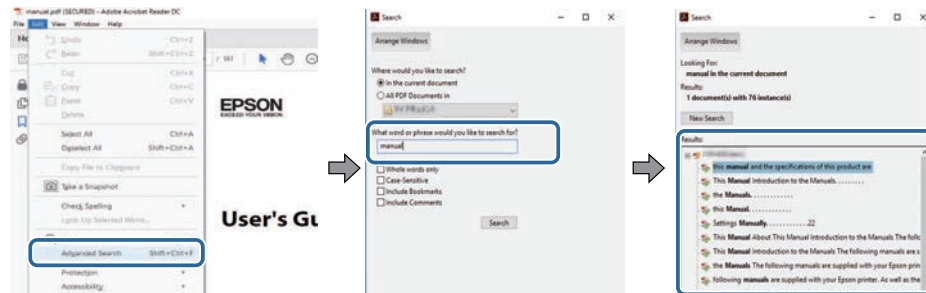 manual.pdf (SECURED) - Adobe Acrobat Reader DC
File Edit View Window Help
Undo Ctrl+Z
Redo Shift+Ctrl+Z
Cut Ctrl+X
Copy Ctrl+C
Paste Ctrl+V
Delete
Select All Ctrl+A
Deselect All Shift+Ctrl+A
Copy File to Clipboard
Take a Snapshot
Check Spelling
Look Up Selected Word...
Advanced Search Shift+Ctrl+F
Protection
Accessibility
/ 181
EPSON
EXCEED YOUR VISION
User's Gu
Search
Arrange Windows
Where would you like to search?
In the current document
All PDF Documents in
What word or phrase would you like to search for?
manual
Whole words only
Case-Sensitive
Include Bookmarks
Include Comments
Search
Search
Arrange Windows
Looking For:
manual in the current document
Results:
1 document(s) with 76 instance(s)
New Search
Results:
this manual and the specifications of this product are
This Manual Introduction to the Manuals. . . . . . . . .
the Manuals. . . . . . . . . . .
this Manual. . . . . . . . . . . .
Settings Manually. . . . . . . . . . . .22
This Manual About This Manual Introduction to the Manuals The follo
This Manual Introduction to the Manuals The following manuals are s
the Manuals The following manuals are supplied with your Epson prin
following manuals are supplied with your Epson printer. As well as the